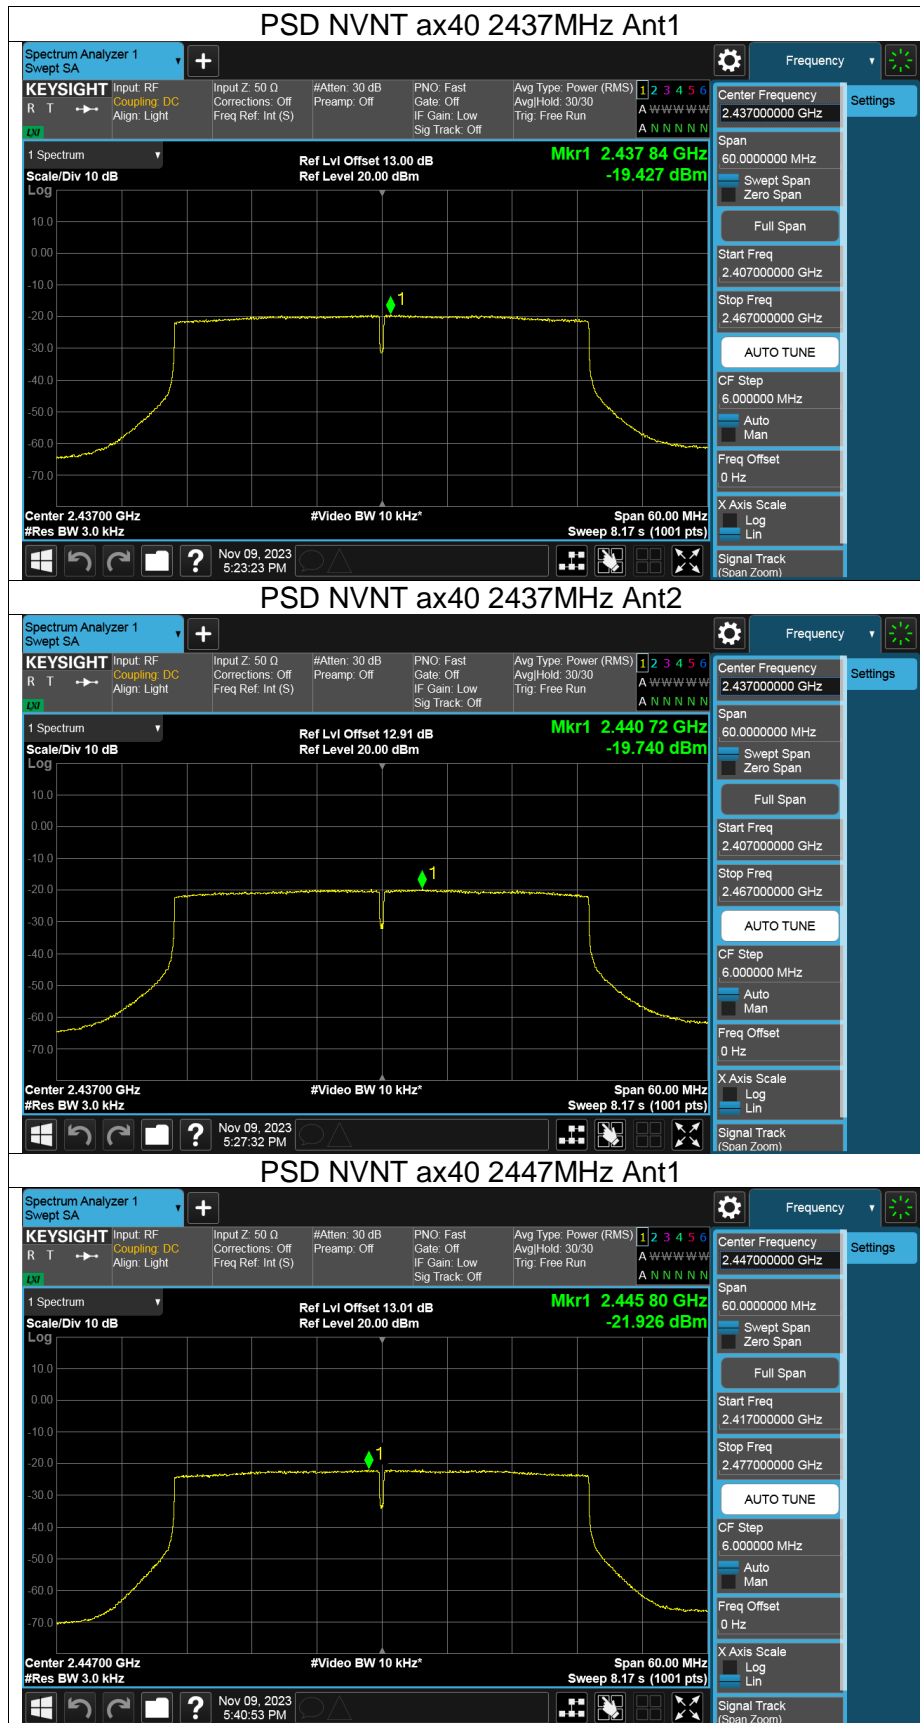 PSD NVNT ax40 2437MHz Ant1
Spectrum Analyzer 1
Swept SA
Frequency
KEYSIGHT
R T
LXI
Input: RF
Coupling: DC
Align: Light
Input Z: 50 Ω
Corrections: Off
Freq Ref: Int (S)
#Atten: 30 dB
Preamp: Off
PNO: Fast
Gate: Off
IF Gain: Low
Sig Track: Off
Avg Type: Power (RMS)
Avg|Hold: 30/30
Trig: Free Run
1 2 3 4 5 6
A W W W W W
A N N N N N
1 Spectrum
Scale/Div 10 dB
Log
Ref Lvl Offset 13.00 dB
Ref Level 20.00 dBm
Mkr1 2.437 84 GHz
-19.427 dBm
10.0
0.00
-10.0
-20.0
-30.0
-40.0
-50.0
-60.0
-70.0
1
Center 2.43700 GHz
#Res BW 3.0 kHz
#Video BW 10 kHz*
Span 60.00 MHz
Sweep 8.17 s (1001 pts)
Nov 09, 2023
5:23:23 PM
?
Center Frequency
2.437000000 GHz
Settings
Span
60.0000000 MHz
Swept Span
Zero Span
Full Span
Start Freq
2.407000000 GHz
Stop Freq
2.467000000 GHz
AUTO TUNE
CF Step
6.000000 MHz
Auto
Man
Freq Offset
0 Hz
X Axis Scale
Log
Lin
Signal Track
(Span Zoom)
PSD NVNT ax40 2437MHz Ant2
Spectrum Analyzer 1
Swept SA
Frequency
KEYSIGHT
R T
LXI
Input: RF
Coupling: DC
Align: Light
Input Z: 50 Ω
Corrections: Off
Freq Ref: Int (S)
#Atten: 30 dB
Preamp: Off
PNO: Fast
Gate: Off
IF Gain: Low
Sig Track: Off
Avg Type: Power (RMS)
Avg|Hold: 30/30
Trig: Free Run
1 2 3 4 5 6
A W W W W W
A N N N N N
1 Spectrum
Scale/Div 10 dB
Log
Ref Lvl Offset 12.91 dB
Ref Level 20.00 dBm
Mkr1 2.440 72 GHz
-19.740 dBm
10.0
0.00
-10.0
-20.0
-30.0
-40.0
-50.0
-60.0
-70.0
1
Center 2.43700 GHz
#Res BW 3.0 kHz
#Video BW 10 kHz*
Span 60.00 MHz
Sweep 8.17 s (1001 pts)
Nov 09, 2023
5:27:32 PM
?
Center Frequency
2.437000000 GHz
Settings
Span
60.0000000 MHz
Swept Span
Zero Span
Full Span
Start Freq
2.407000000 GHz
Stop Freq
2.467000000 GHz
AUTO TUNE
CF Step
6.000000 MHz
Auto
Man
Freq Offset
0 Hz
X Axis Scale
Log
Lin
Signal Track
(Span Zoom)
PSD NVNT ax40 2447MHz Ant1
Spectrum Analyzer 1
Swept SA
Frequency
KEYSIGHT
R T
LXI
Input: RF
Coupling: DC
Align: Light
Input Z: 50 Ω
Corrections: Off
Freq Ref: Int (S)
#Atten: 30 dB
Preamp: Off
PNO: Fast
Gate: Off
IF Gain: Low
Sig Track: Off
Avg Type: Power (RMS)
Avg|Hold: 30/30
Trig: Free Run
1 2 3 4 5 6
A W W W W W
A N N N N N
1 Spectrum
Scale/Div 10 dB
Log
Ref Lvl Offset 13.01 dB
Ref Level 20.00 dBm
Mkr1 2.445 80 GHz
-21.926 dBm
10.0
0.00
-10.0
-20.0
-30.0
-40.0
-50.0
-60.0
-70.0
1
Center 2.44700 GHz
#Res BW 3.0 kHz
#Video BW 10 kHz*
Span 60.00 MHz
Sweep 8.17 s (1001 pts)
Nov 09, 2023
5:40:53 PM
?
Center Frequency
2.447000000 GHz
Settings
Span
60.0000000 MHz
Swept Span
Zero Span
Full Span
Start Freq
2.417000000 GHz
Stop Freq
2.477000000 GHz
AUTO TUNE
CF Step
6.000000 MHz
Auto
Man
Freq Offset
0 Hz
X Axis Scale
Log
Lin
Signal Track
(Span Zoom)